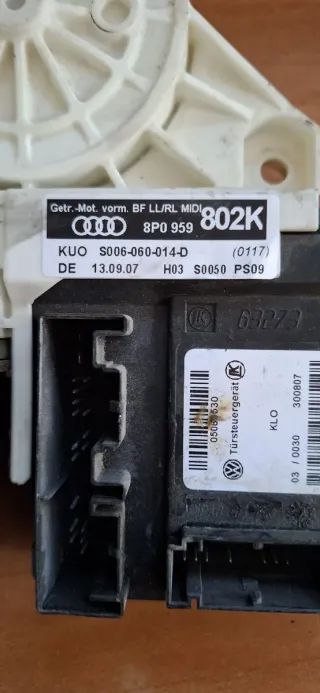 Getr.-Mot. vorm. BF LL/RL MIDI
8P0 959 802K
KUO S006-060-014-D (0117)
DE 13.09.07 H03 S0050 PS09
69273
Türsteuergerät
KLO
03 / 0030 300807